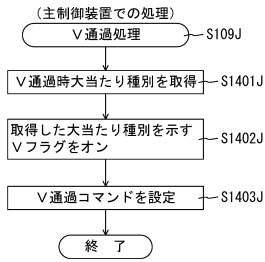 (主制御装置での処理)
V通過処理
S109J
V通過時大当たり種別を取得
S1401J
取得した大当たり種別を示す
Vフラグをオン
S1402J
V通過コマンドを設定
S1403J
終 了